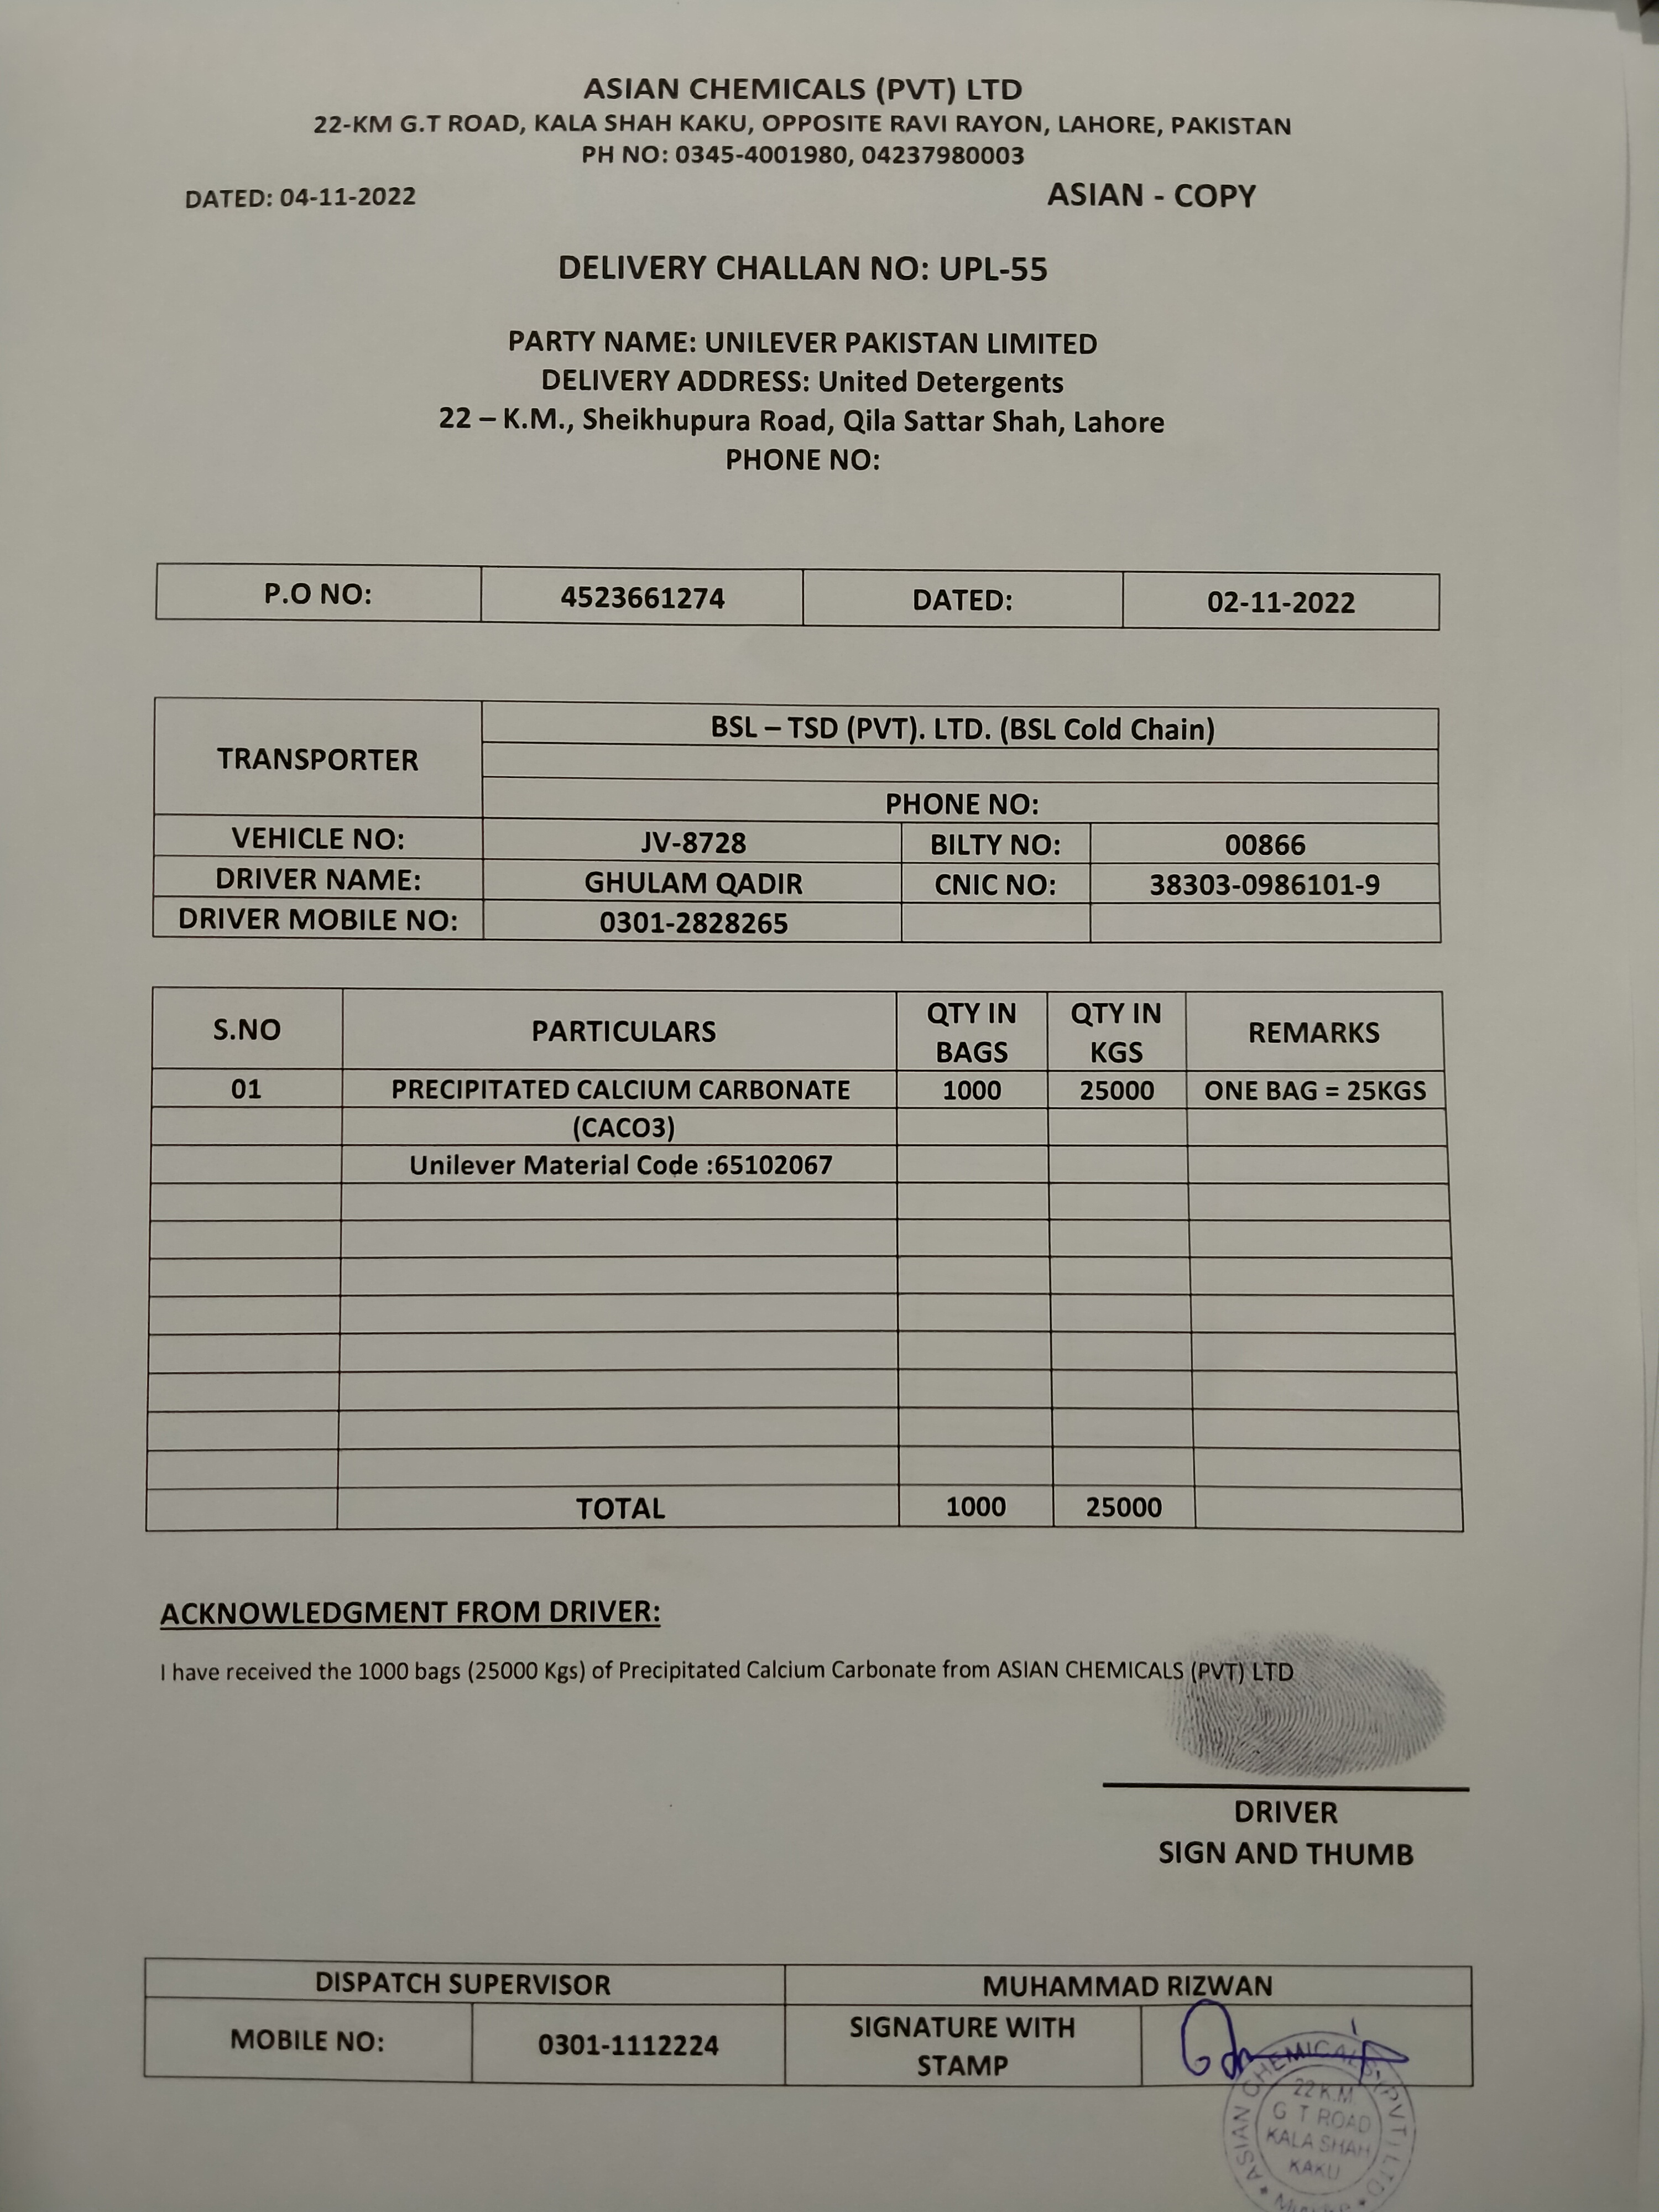 ASIAN CHEMICALS (PVT) LTD
22-KM G.T ROAD, KALA SHAH KAKU, OPPOSITE RAVI RAYON, LAHORE, PAKISTAN
PH NO: 0345-4001980, 04237980003
DATED: 04-11-2022 ASIAN - COPY
DELIVERY CHALLAN NO: UPL-55
PARTY NAME: UNILEVER PAKISTAN LIMITED
DELIVERY ADDRESS: United Detergents
22 – K.M., Sheikhupura Road, Qila Sattar Shah, Lahore
PHONE NO:
P.O NO: 4523661274 DATED: 02-11-2022
TRANSPORTER BSL – TSD (PVT). LTD. (BSL Cold Chain)
PHONE NO:
VEHICLE NO: JV-8728 BILTY NO: 00866
DRIVER NAME: GHULAM QADIR CNIC NO: 38303-0986101-9
DRIVER MOBILE NO: 0301-2828265
S.NO PARTICULARS QTY IN BAGS QTY IN KGS REMARKS
01 PRECIPITATED CALCIUM CARBONATE 1000 25000 ONE BAG = 25KGS
(CACO3)
Unilever Material Code :65102067
TOTAL 1000 25000
ACKNOWLEDGMENT FROM DRIVER:
I have received the 1000 bags (25000 Kgs) of Precipitated Calcium Carbonate from ASIAN CHEMICALS (PVT) LTD
DRIVER
SIGN AND THUMB
DISPATCH SUPERVISOR MUHAMMAD RIZWAN
MOBILE NO: 0301-1112224 SIGNATURE WITH STAMP
ASIAN CHEMICALS (PVT) LTD
22 K.M.
G T ROAD
KALA SHAH
KAKU